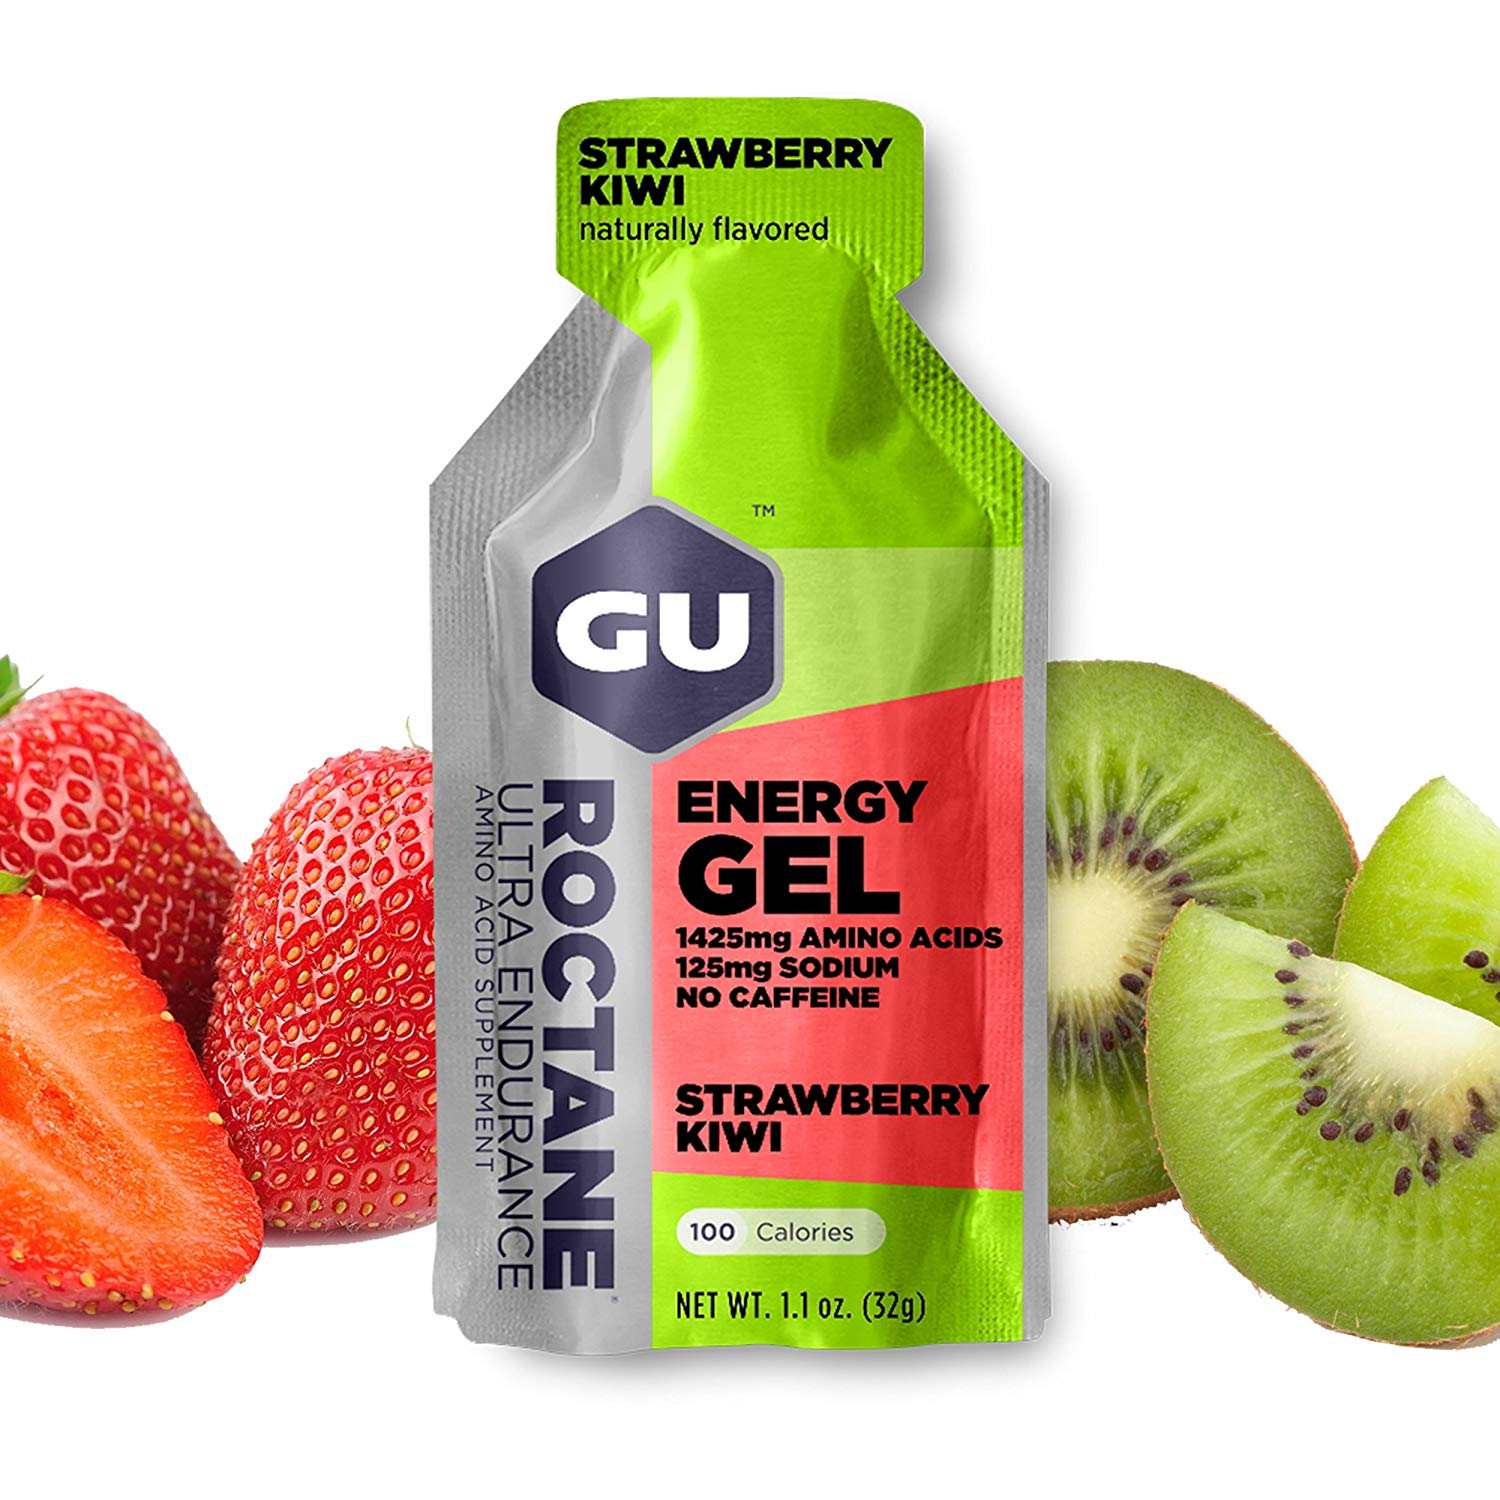 STRAWBERRY
KIWI
naturally flavored
™
GU
ROCTANE
ULTRA ENDURANCE
AMINO ACID SUPPLEMENT
ENERGY
GEL
1425mg AMINO ACIDS
125mg SODIUM
NO CAFFEINE
STRAWBERRY
KIWI
100 Calories
NET WT. 1.1 oz. (32g)